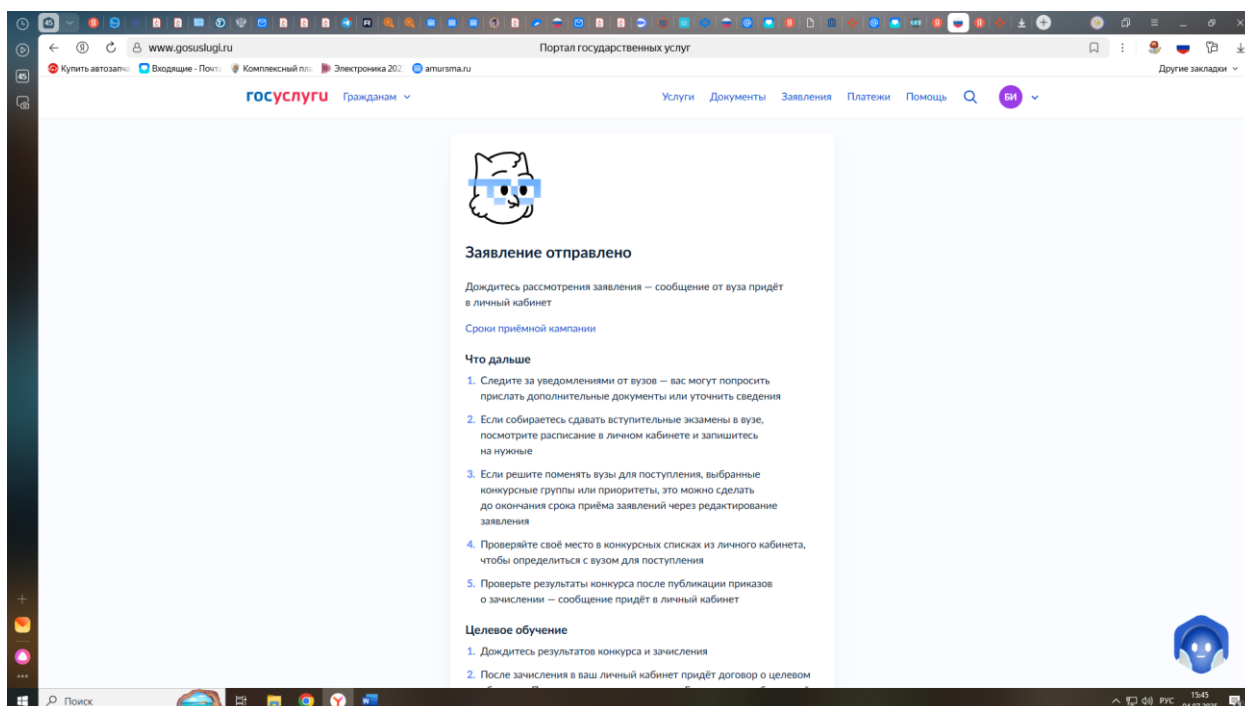 45
www.gosuslugi.ru
Портал государственных услуг
45
Купить автозапча
Входящие - Почта
Комплексный пла
Электроника 202
amursma.ru
Другие закладки
госуслуги Гражданам
Услуги Документы Заявления Платежи Помощь БИ
Заявление отправлено
Дождитесь рассмотрения заявления — сообщение от вуза придёт
в личный кабинет
Сроки приёмной кампании
Что дальше
1. Следите за уведомлениями от вузов — вас могут попросить
прислать дополнительные документы или уточнить сведения
2. Если собираетесь сдавать вступительные экзамены в вузе,
посмотрите расписание в личном кабинете и запишитесь
на нужные
3. Если решите поменять вузы для поступления, выбранные
конкурсные группы или приоритеты, это можно сделать
до окончания срока приёма заявлений через редактирование
заявления
4. Проверяйте своё место в конкурсных списках из личного кабинета,
чтобы определиться с вузом для поступления
5. Проверьте результаты конкурса после публикации приказов
о зачислении — сообщение придёт в личный кабинет
Целевое обучение
1. Дождитесь результатов конкурса и зачисления
2. После зачисления в ваш личный кабинет придёт договор о целевом
Поиск
РУС
15:45